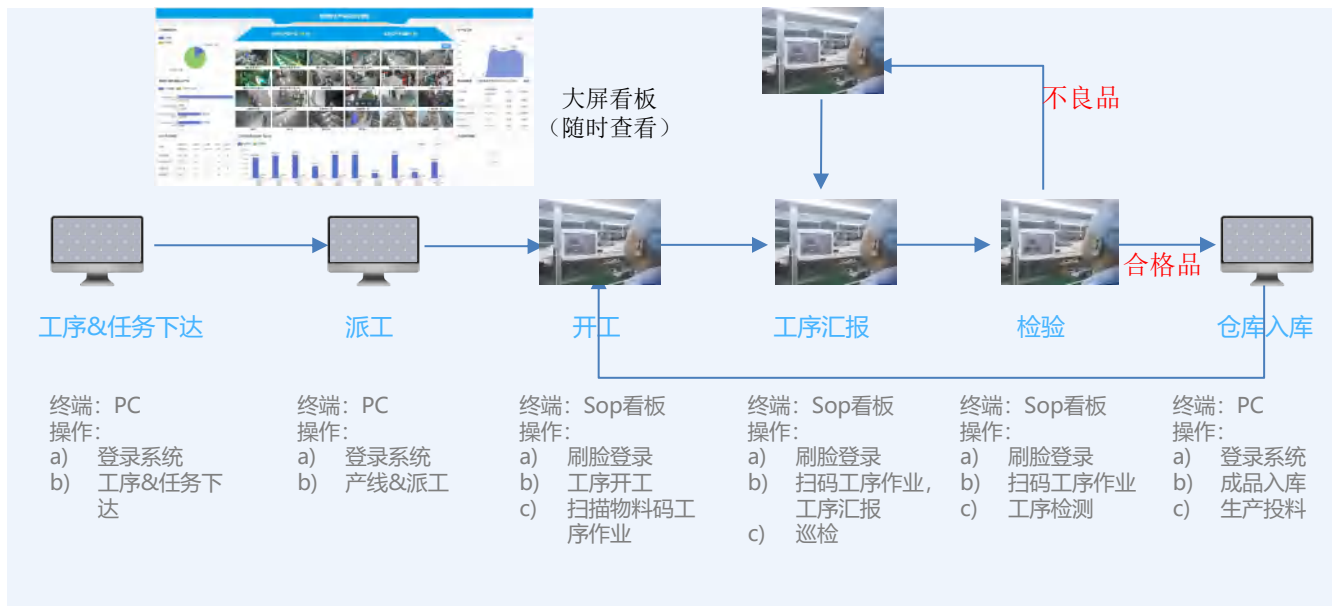 大屏看板
（随时查看）
不良品
合格品
工序&任务下达
派工
开工
工序汇报
检验
仓库入库
终端：PC
操作：
a) 登录系统
b) 工序&任务下
达
终端：PC
操作：
a) 登录系统
b) 产线&派工
终端：Sop看板
操作：
a) 刷脸登录
b) 工序开工
c) 扫描物料码工
序作业
终端：Sop看板
操作：
a) 刷脸登录
b) 扫码工序作业，
工序汇报
c) 巡检
终端：Sop看板
操作：
a) 刷脸登录
b) 扫码工序作业
c) 工序检测
终端：PC
操作：
a) 登录系统
b) 成品入库
c) 生产投料